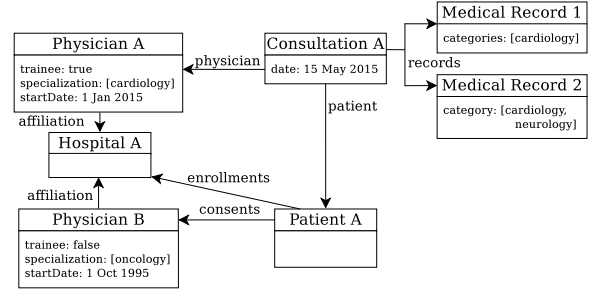 Physician A
trainee: true
specialization: [cardiology]
startDate: 1 Jan 2015
physician
Consultation A
date: 15 May 2015
records
Medical Record 1
categories: [cardiology]
Medical Record 2
category: [cardiology,
neurology]
patient
affiliation
Hospital A
enrollments
affiliation
consents
Physician B
trainee: false
specialization: [oncology]
startDate: 1 Oct 1995
Patient A